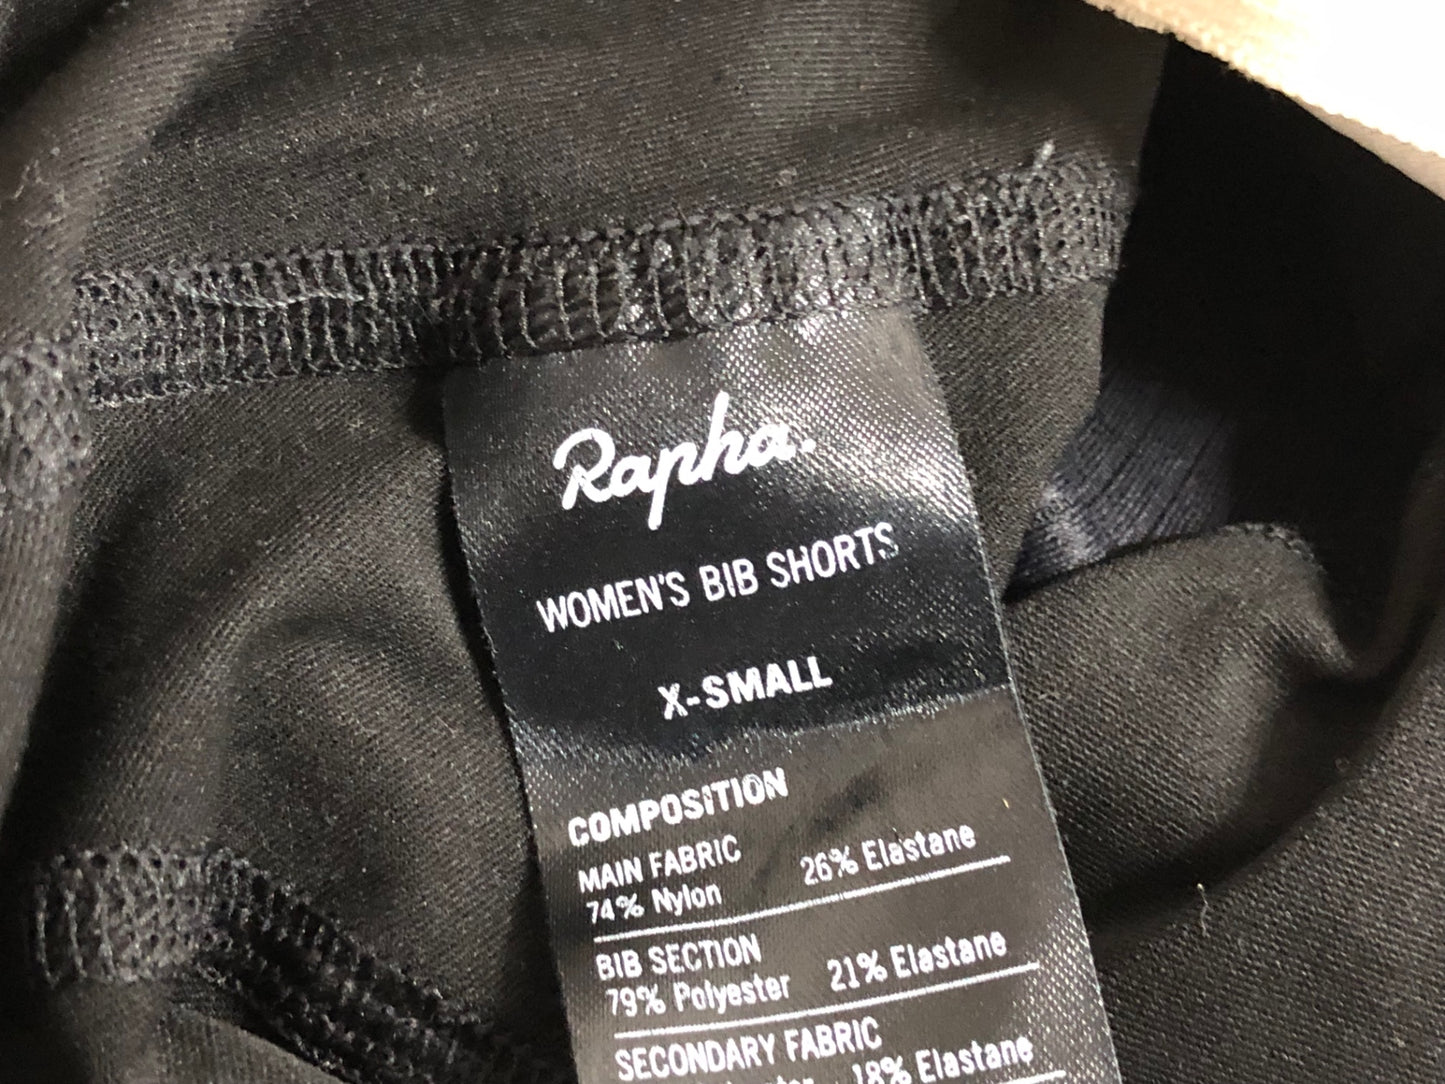 Rapha.
WOMEN'S BIB SHORTS
X-SMALL
COMPOSITION
MAIN FABRIC
74% Nylon 26% Elastane
BIB SECTION
79% Polyester 21% Elastane
SECONDARY FABRIC
18% Elastane